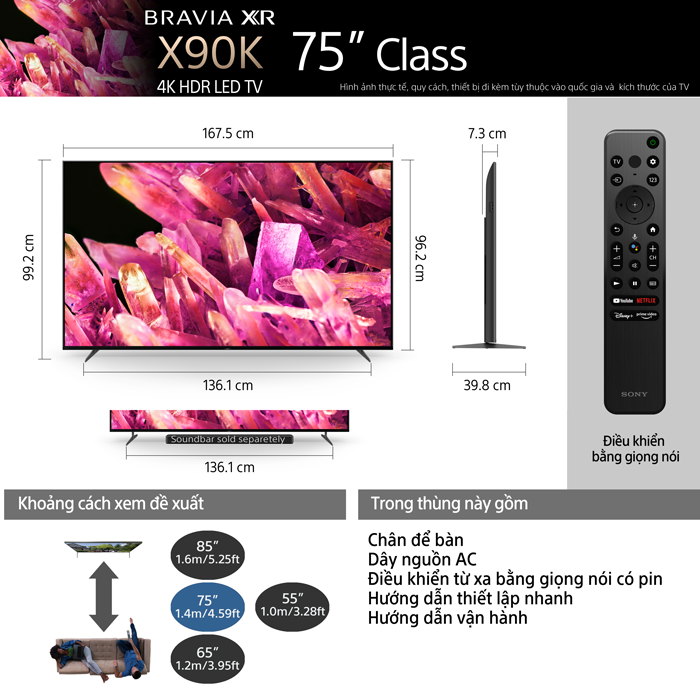 BRAVIA XR
X90K
4K HDR LED TV
75” Class
Hình ảnh thực tế, quy cách, thiết bị đi kèm tùy thuộc vào quốc gia và kích thước của TV
167.5 cm
7.3 cm
99.2 cm
96.2 cm
136.1 cm
39.8 cm
Soundbar sold separetely
136.1 cm
TV
123
CH
YouTube
NETFLIX
Disney+
prime video
SONY
Điều khiển
bằng giọng nói
Khoảng cách xem đề xuất
85”
1.6m/5.25ft
75”
1.4m/4.59ft
55”
1.0m/3.28ft
65”
1.2m/3.95ft
Trong thùng này gồm
Chân để bàn
Dây nguồn AC
Điều khiển từ xa bằng giọng nói có pin
Hướng dẫn thiết lập nhanh
Hướng dẫn vận hành